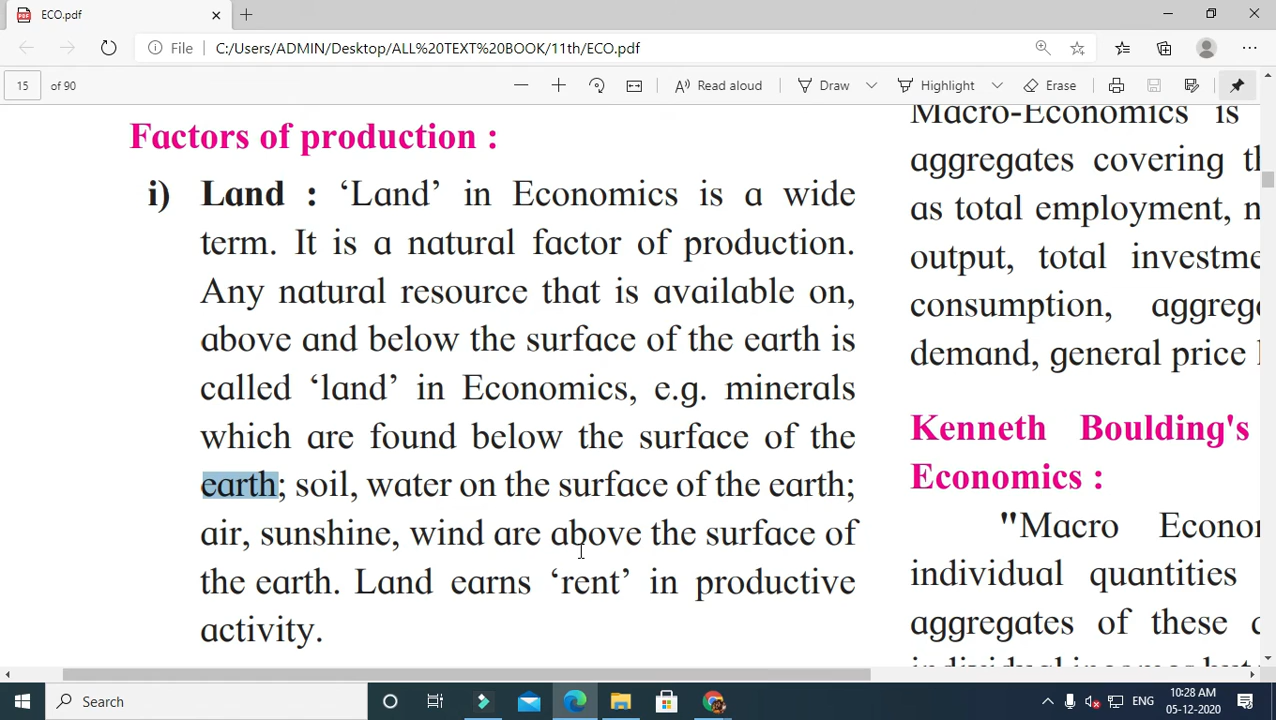 ECO.pdf
File
C:/Users/ADMIN/Desktop/ALL%20TEXT%20BOOK/11th/ECO.pdf
15 of 90
Read aloud
Draw
Highlight
Erase
Factors of production :
i) Land : ‘Land’ in Economics is a wide
term. It is a natural factor of production.
Any natural resource that is available on,
above and below the surface of the earth is
called ‘land’ in Economics, e.g. minerals
which are found below the surface of the
earth; soil, water on the surface of the earth;
air, sunshine, wind are above the surface of
the earth. Land earns ‘rent’ in productive
activity.
Macro-Economics is
aggregates covering
as total employment,
output, total
consumption,
demand, general price
Kenneth Boulding's
Economics :
"Macro
individual quantities
aggregates of these
Search
ENG
10:28 AM
05-12-2020